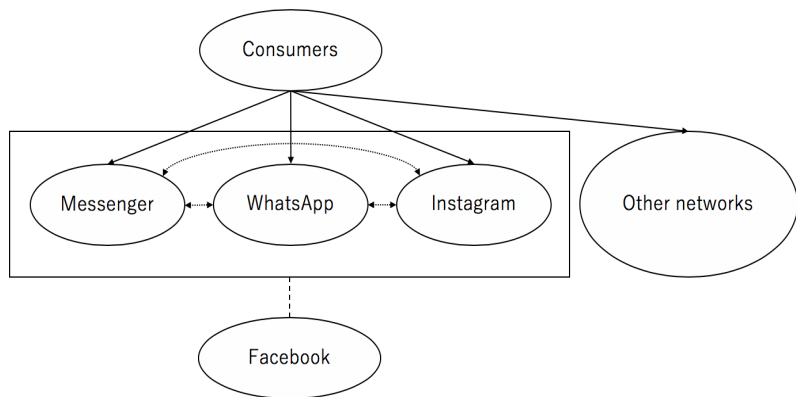 Consumers
Messenger
WhatsApp
Instagram
Other networks
Facebook